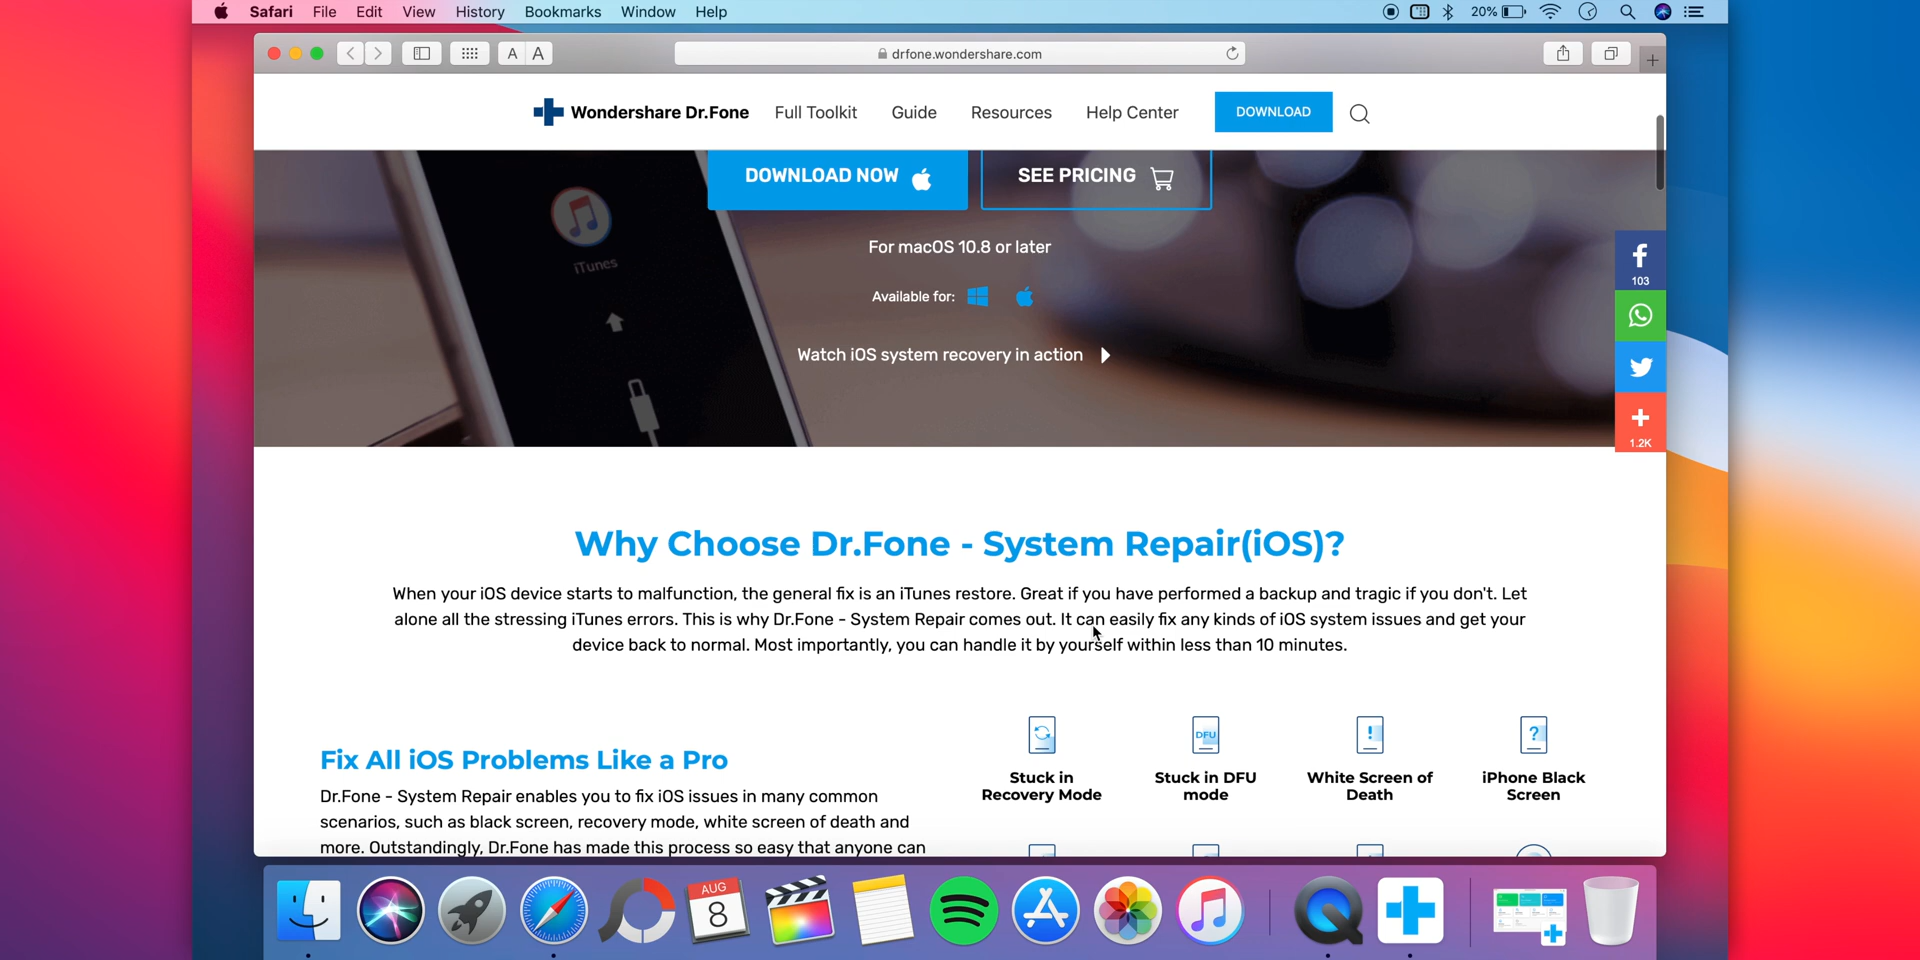 Safari File Edit View History Bookmarks Window Help 20%
A A drfone.wondershare.com
Wondershare Dr.Fone Full Toolkit Guide Resources Help Center DOWNLOAD
DOWNLOAD NOW SEE PRICING
iTunes
For macOS 10.8 or later
Available for:
Watch iOS system recovery in action
103
1.2K
Why Choose Dr.Fone - System Repair(iOS)?
When your iOS device starts to malfunction, the general fix is an iTunes restore. Great if you have performed a backup and tragic if you don't. Let
alone all the stressing iTunes errors. This is why Dr.Fone - System Repair comes out. It can easily fix any kinds of iOS system issues and get your
device back to normal. Most importantly, you can handle it by yourself within less than 10 minutes.
Fix All iOS Problems Like a Pro
Dr.Fone - System Repair enables you to fix iOS issues in many common
scenarios, such as black screen, recovery mode, white screen of death and
more. Outstandingly, Dr.Fone has made this process so easy that anyone can
DFU
Stuck in
Recovery Mode
Stuck in DFU
mode
White Screen of
Death
iPhone Black
Screen
AUG
8